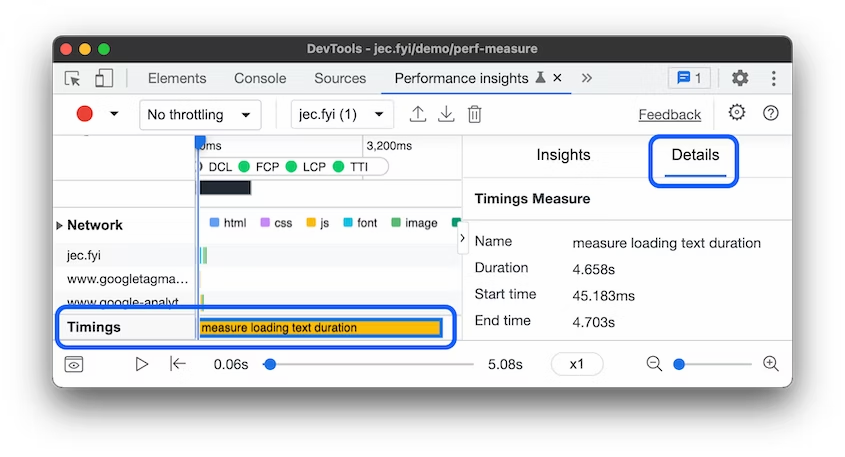 DevTools - jec.fyi/demo/perf-measure
Elements Console Sources Performance insights 1
No throttling jec.fyi (1) Feedback
0ms 3,200ms
DCL FCP LCP TTI
Insights Details
Timings Measure
Network html css js font image
Name measure loading text duration
jec.fyi
Duration 4.658s
www.googletagma...
Start time 45.183ms
www.google-analyt
End time 4.703s
Timings measure loading text duration
0.06s 5.08s x1